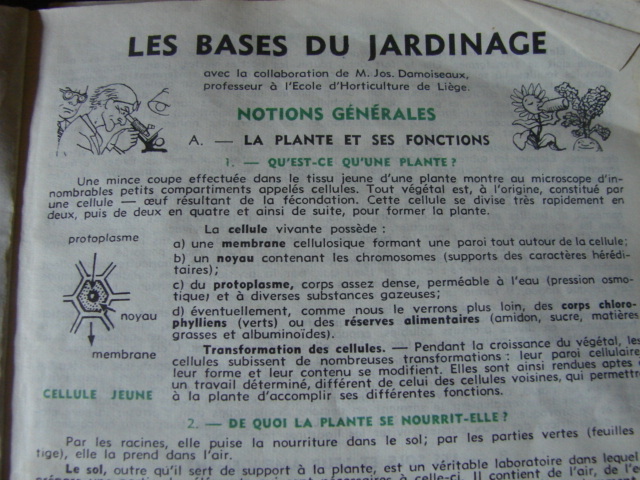 LES BASES DU JARDINAGE
avec la collaboration de M. Jos. Damoiseaux,
professeur à l'Ecole d'Horticulture de Liège.
NOTIONS GÉNÉRALES
A. — LA PLANTE ET SES FONCTIONS
1. — QU'EST-CE QU'UNE PLANTE ?
Une mince coupe effectuée dans le tissu jeune d'une plante montre au microscope d'in-
nombrables petits compartiments appelés cellules. Tout végétal est, à l'origine, constitué par
une cellule — œuf résultant de la fécondation. Cette cellule se divise très rapidement en
deux, puis de deux en quatre et ainsi de suite, pour former la plante.
La cellule vivante possède :
a) une membrane cellulosique formant une paroi tout autour de la cellule;
b) un noyau contenant les chromosomes (supports des caractères hérédi-
taires);
c) du protoplasme, corps assez dense, perméable à l'eau (pression osmo-
tique) et à diverses substances gazeuses;
d) éventuellement, comme nous le verrons plus loin, des corps chloro-
phylliens (verts) ou des réserves alimentaires (amidon, sucre, matières
grasses et albuminoïdes).
Transformation des cellules. — Pendant la croissance du végétal, les
cellules subissent de nombreuses transformations : leur paroi cellulaire,
leur forme et leur contenu se modifient. Elles sont ainsi rendues aptes à
un travail déterminé, différent de celui des cellules voisines, qui permettra
à la plante d'accomplir ses différentes fonctions.
protoplasme
noyau
membrane
CELLULE JEUNE
2. — DE QUOI LA PLANTE SE NOURRIT-ELLE ?
Par les racines, elle puise la nourriture dans le sol; par les parties vertes (feuilles
tige), elle la prend dans l'air.
Le sol, outre qu'il sert de support à la plante, est un véritable laboratoire dans lequel
nécessaires à celle-ci. Il contient de l'air, de l'e